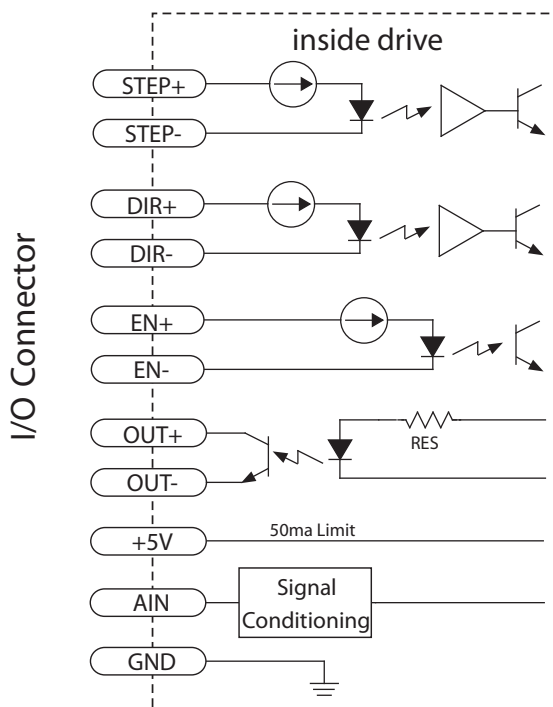 inside drive
I/O Connector
STEP+
STEP-
DIR+
DIR-
EN+
EN-
OUT+
RES
OUT-
50ma Limit
+5V
AIN
Signal
Conditioning
GND